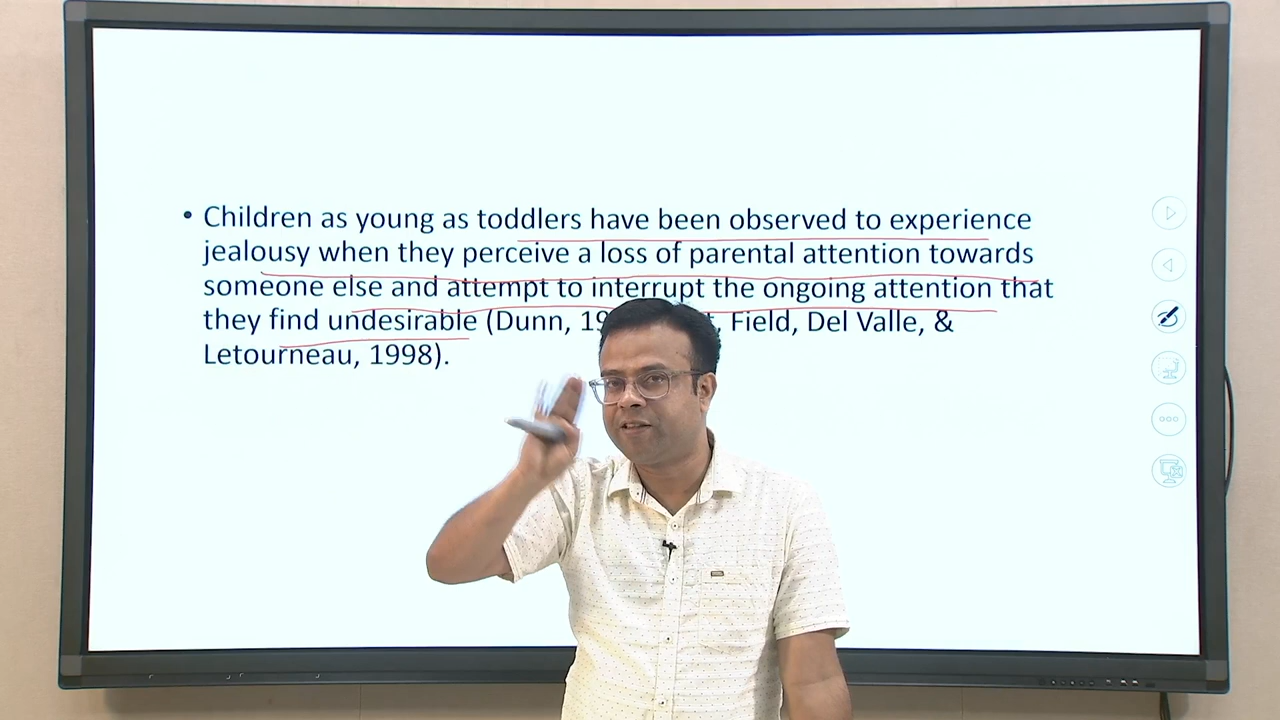 • Children as young as toddlers have been observed to experience
jealousy when they perceive a loss of parental attention towards
someone else and attempt to interrupt the ongoing attention that
they find undesirable (Dunn, Field, Del Valle, &
Letourneau, 1998).